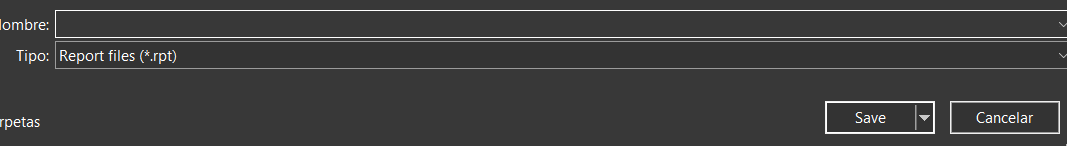 ombre:
Tipo: Report files (*.rpt)
rpetas
Save
Cancelar